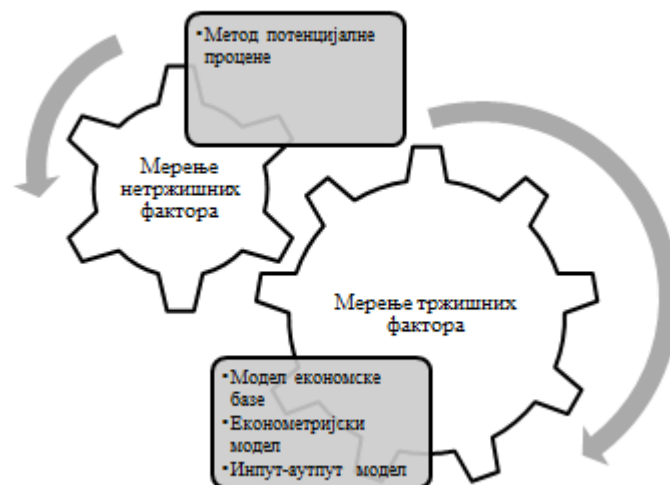 •Метод потенцијалне
процене
Мерење
нетржишних
фактора
Мерење тржишних
фактора
•Модел економске
базе
•Економетријски
модел
•Инпут-аутпут модел